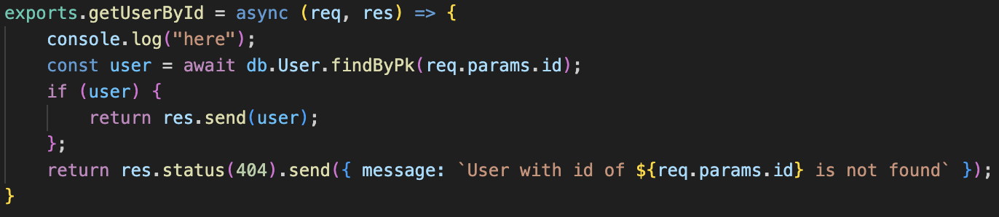 exports.getUserById = async (req, res) => {
    console.log("here");
    const user = await db.User.findByPk(req.params.id);
    if (user) {
        return res.send(user);
    };
    return res.status(404).send({ message: `User with id of ${req.params.id} is not found` });
}